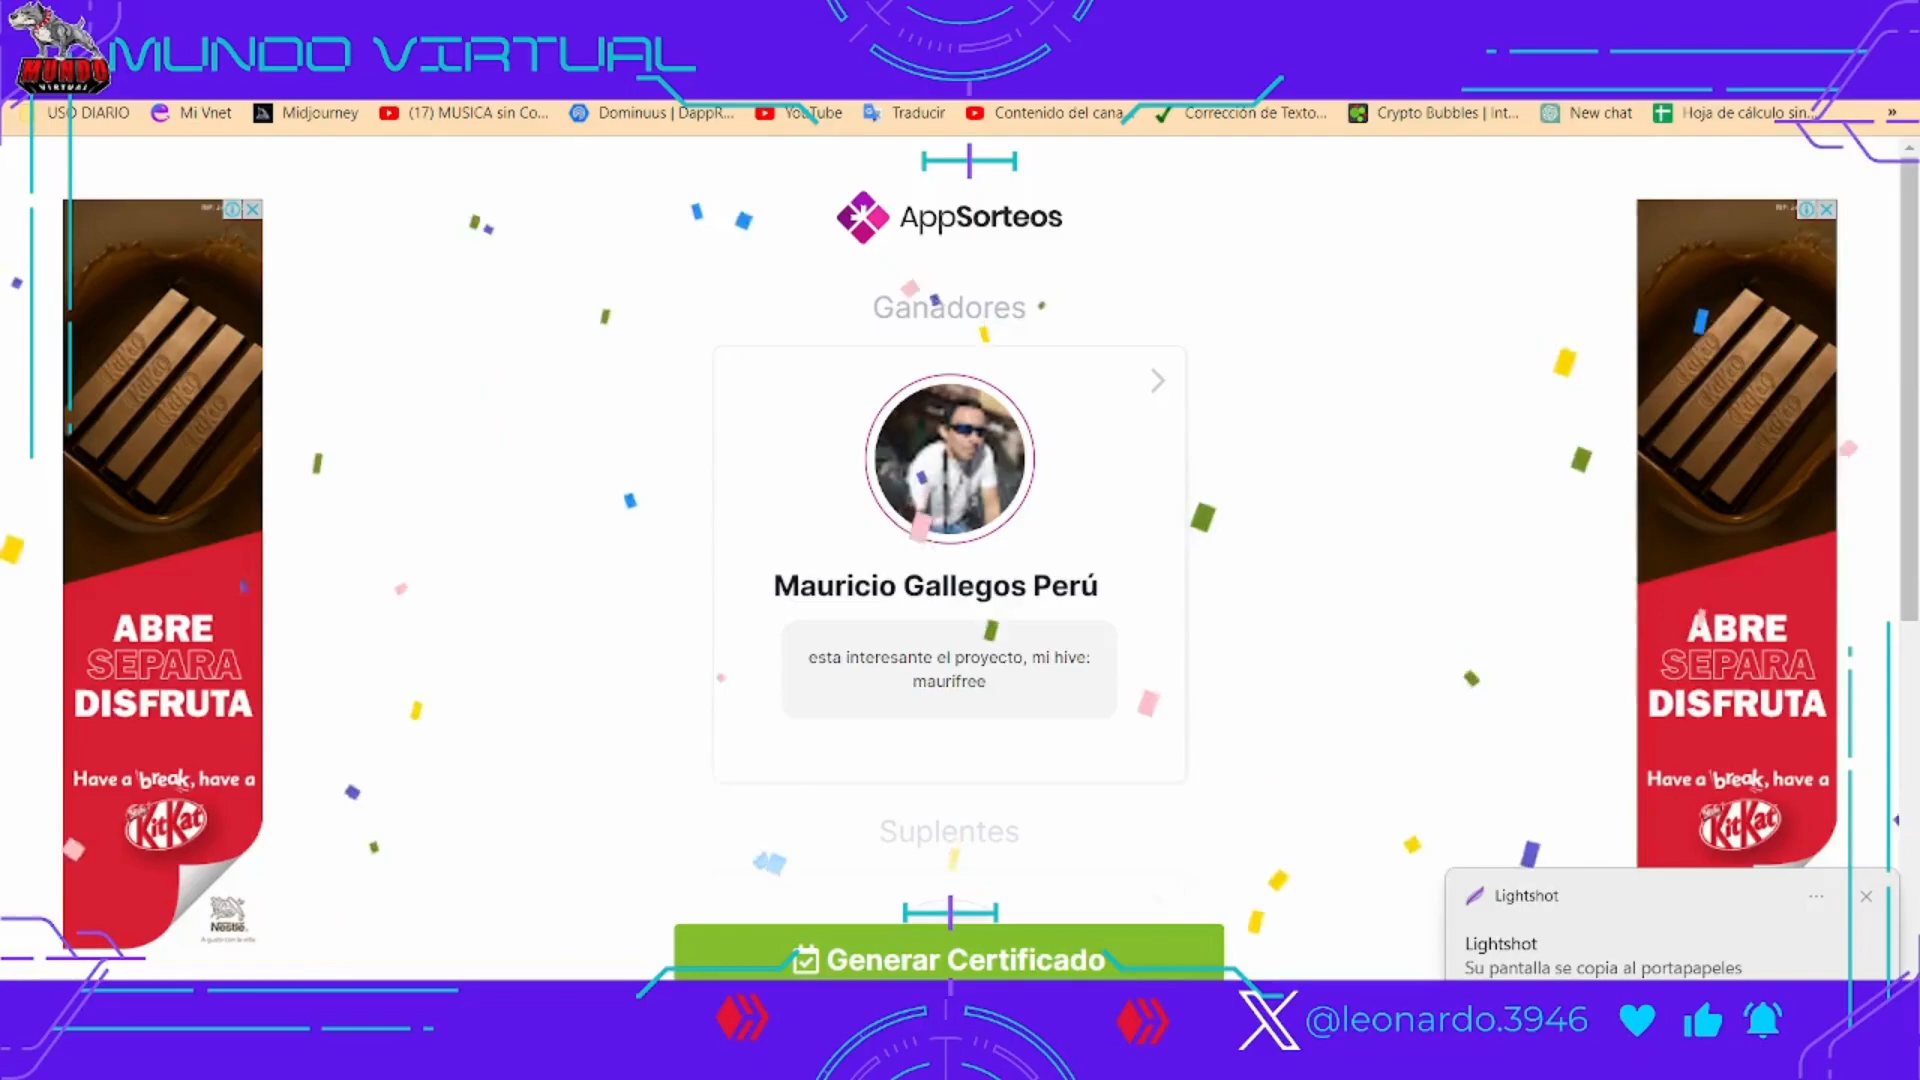 MUNDO VIRTUAL
MUNDO
VIRTUAL
USO DIARIO
Mi Vnet
Midjourney
(17) MUSICA sin Co...
Dominuus | DappR...
YouTube
Traducir
Contenido del cana...
Corrección de Texto...
Crypto Bubbles | Int...
New chat
Hoja de cálculo sin...
»
AppSorteos
Ganadores
Mauricio Gallegos Perú
esta interesante el proyecto, mi hive:
maurifree
Suplentes
Generar Certificado
ABRE
SEPARA
DISFRUTA
Have a break, have a
KitKat
Nestlé
ABRE
SEPARA
DISFRUTA
Have a break, have a
KitKat
Lightshot
Lightshot
Su pantalla se copia al portapapeles
X @leonardo.3946